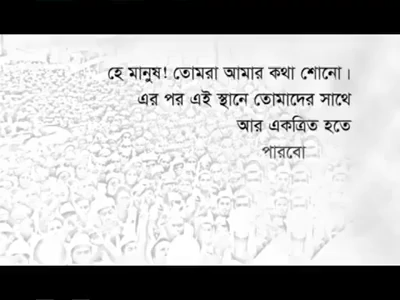 হে মানুষ! তোমরা আমার কথা শোনো।
এর পর এই স্থানে তোমাদের সাথে
আর একত্রিত হতে
পারবো